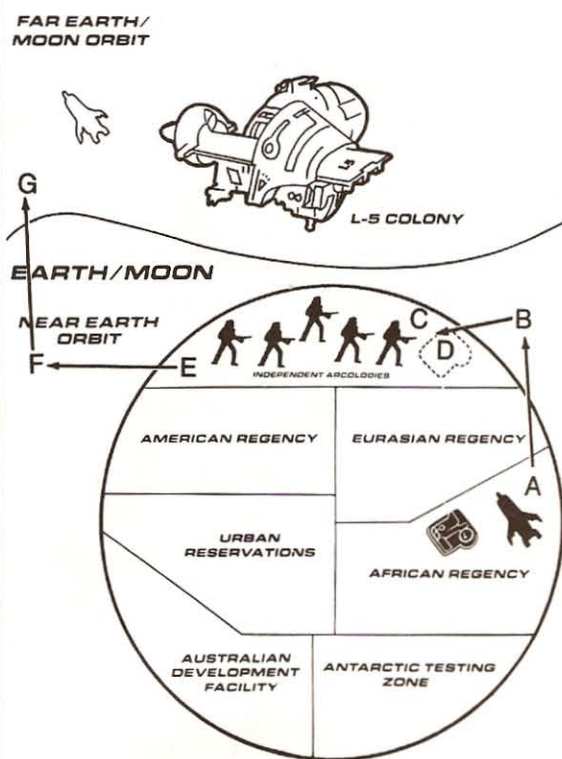 FAR EARTH/
MOON ORBIT
L-5
L-5 COLONY
G
EARTH/MOON
NEAR EARTH
ORBIT
C
B
D
F
E
INDEPENDENT ARCOLOGIES
AMERICAN REGENCY
EURASIAN REGENCY
A
URBAN
RESERVATIONS
AFRICAN REGENCY
AUSTRALIAN
DEVELOPMENT
FACILITY
ANTARCTIC TESTING
ZONE